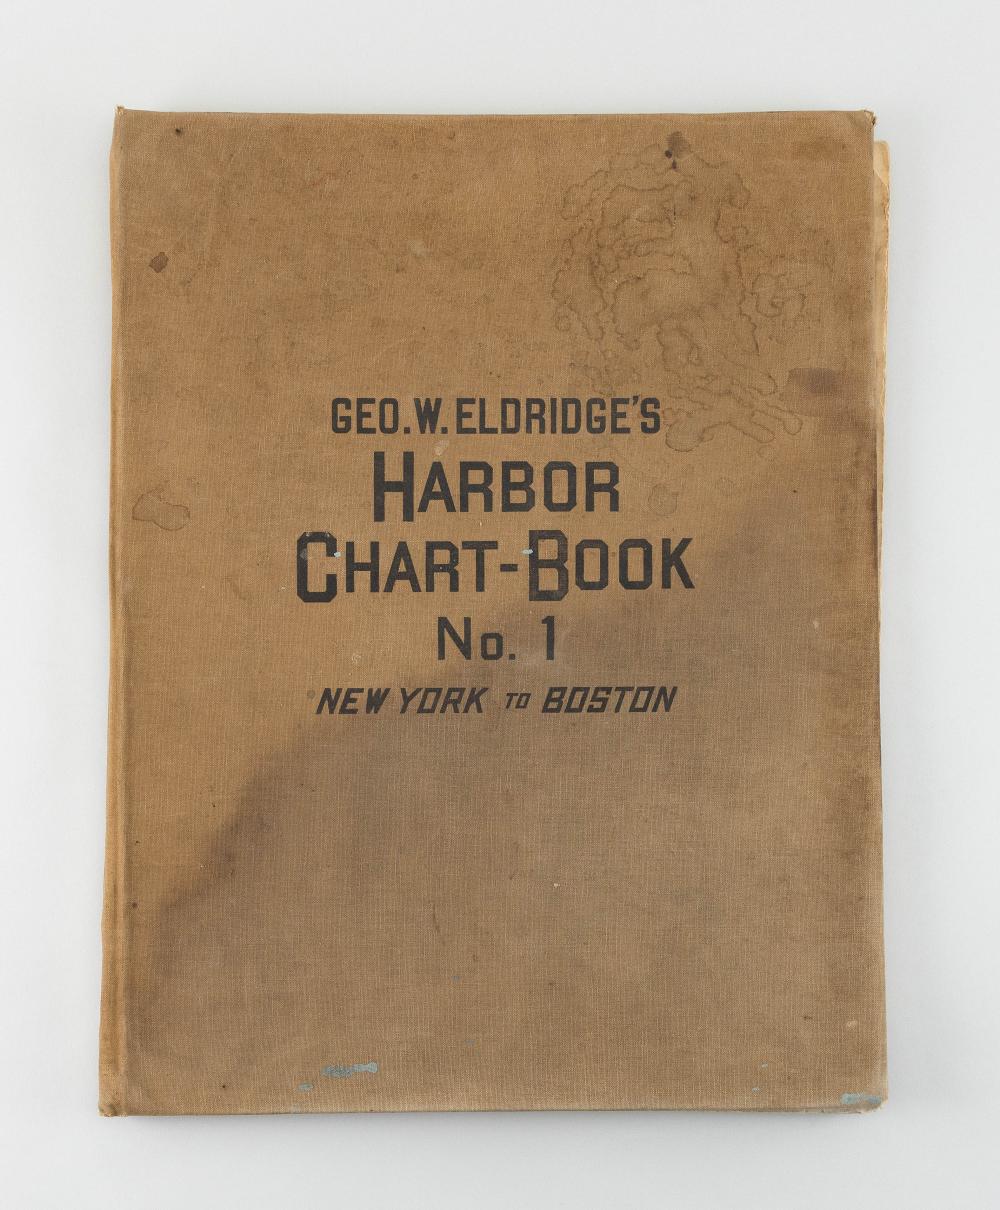 GEO. W. ELDRIDGE'S
HARBOR
CHART-BOOK
No. 1
NEW YORK TO BOSTON